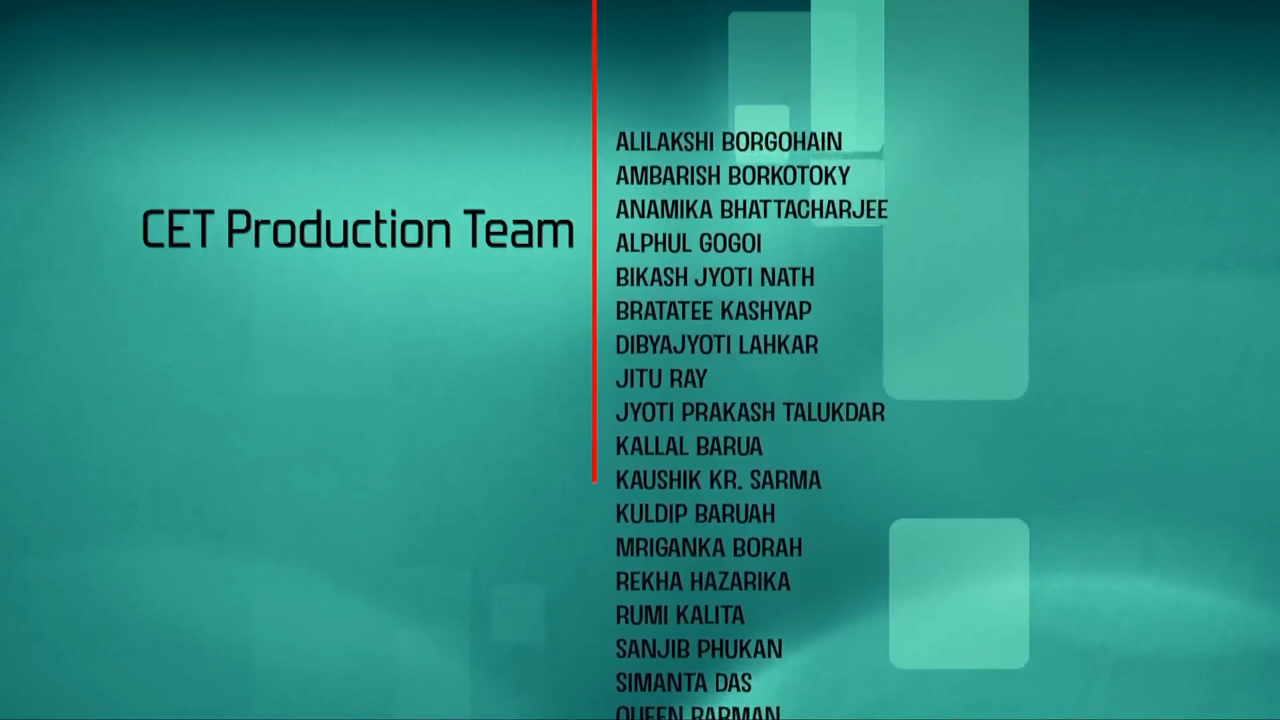 CET Production Team
ALILAKSHI BORGOHAIN
AMBARISH BORKOTOKY
ANAMIKA BHATTACHARJEE
ALPHUL GOGOI
BIKASH JYOTI NATH
BRATATEE KASHYAP
DIBYAJYOTI LAHKAR
JITU RAY
JYOTI PRAKASH TALUKDAR
KALLAL BARUA
KAUSHIK KR. SARMA
KULDIP BARUAH
MRIGANKA BORAH
REKHA HAZARIKA
RUMI KALITA
SANJIB PHUKAN
SIMANTA DAS
QUEEN BARMAN